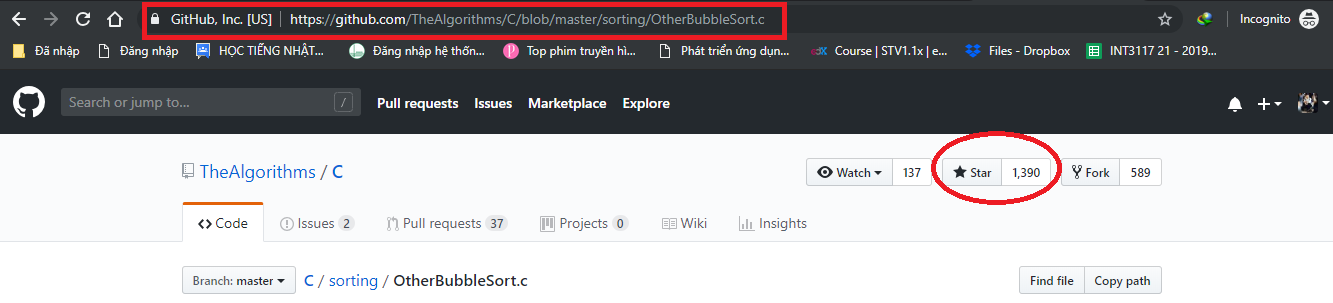 GitHub, Inc. [US] https://github.com/TheAlgorithms/C/blob/master/sorting/OtherBubbleSort.c Incognito
Đã nhập Đăng nhập HỌC TIẾNG NHẬT... Đăng nhập hệ thốn... Top phim truyền hì... Phát triển ứng dụn... Course | STV1.1x | e... Files - Dropbox INT3117 21 - 2019...
Search or jump to... / Pull requests Issues Marketplace Explore
TheAlgorithms / C Watch 137 Star 1,390 Fork 589
Code Issues 2 Pull requests 37 Projects 0 Wiki Insights
Branch: master C / sorting / OtherBubbleSort.c Find file Copy path